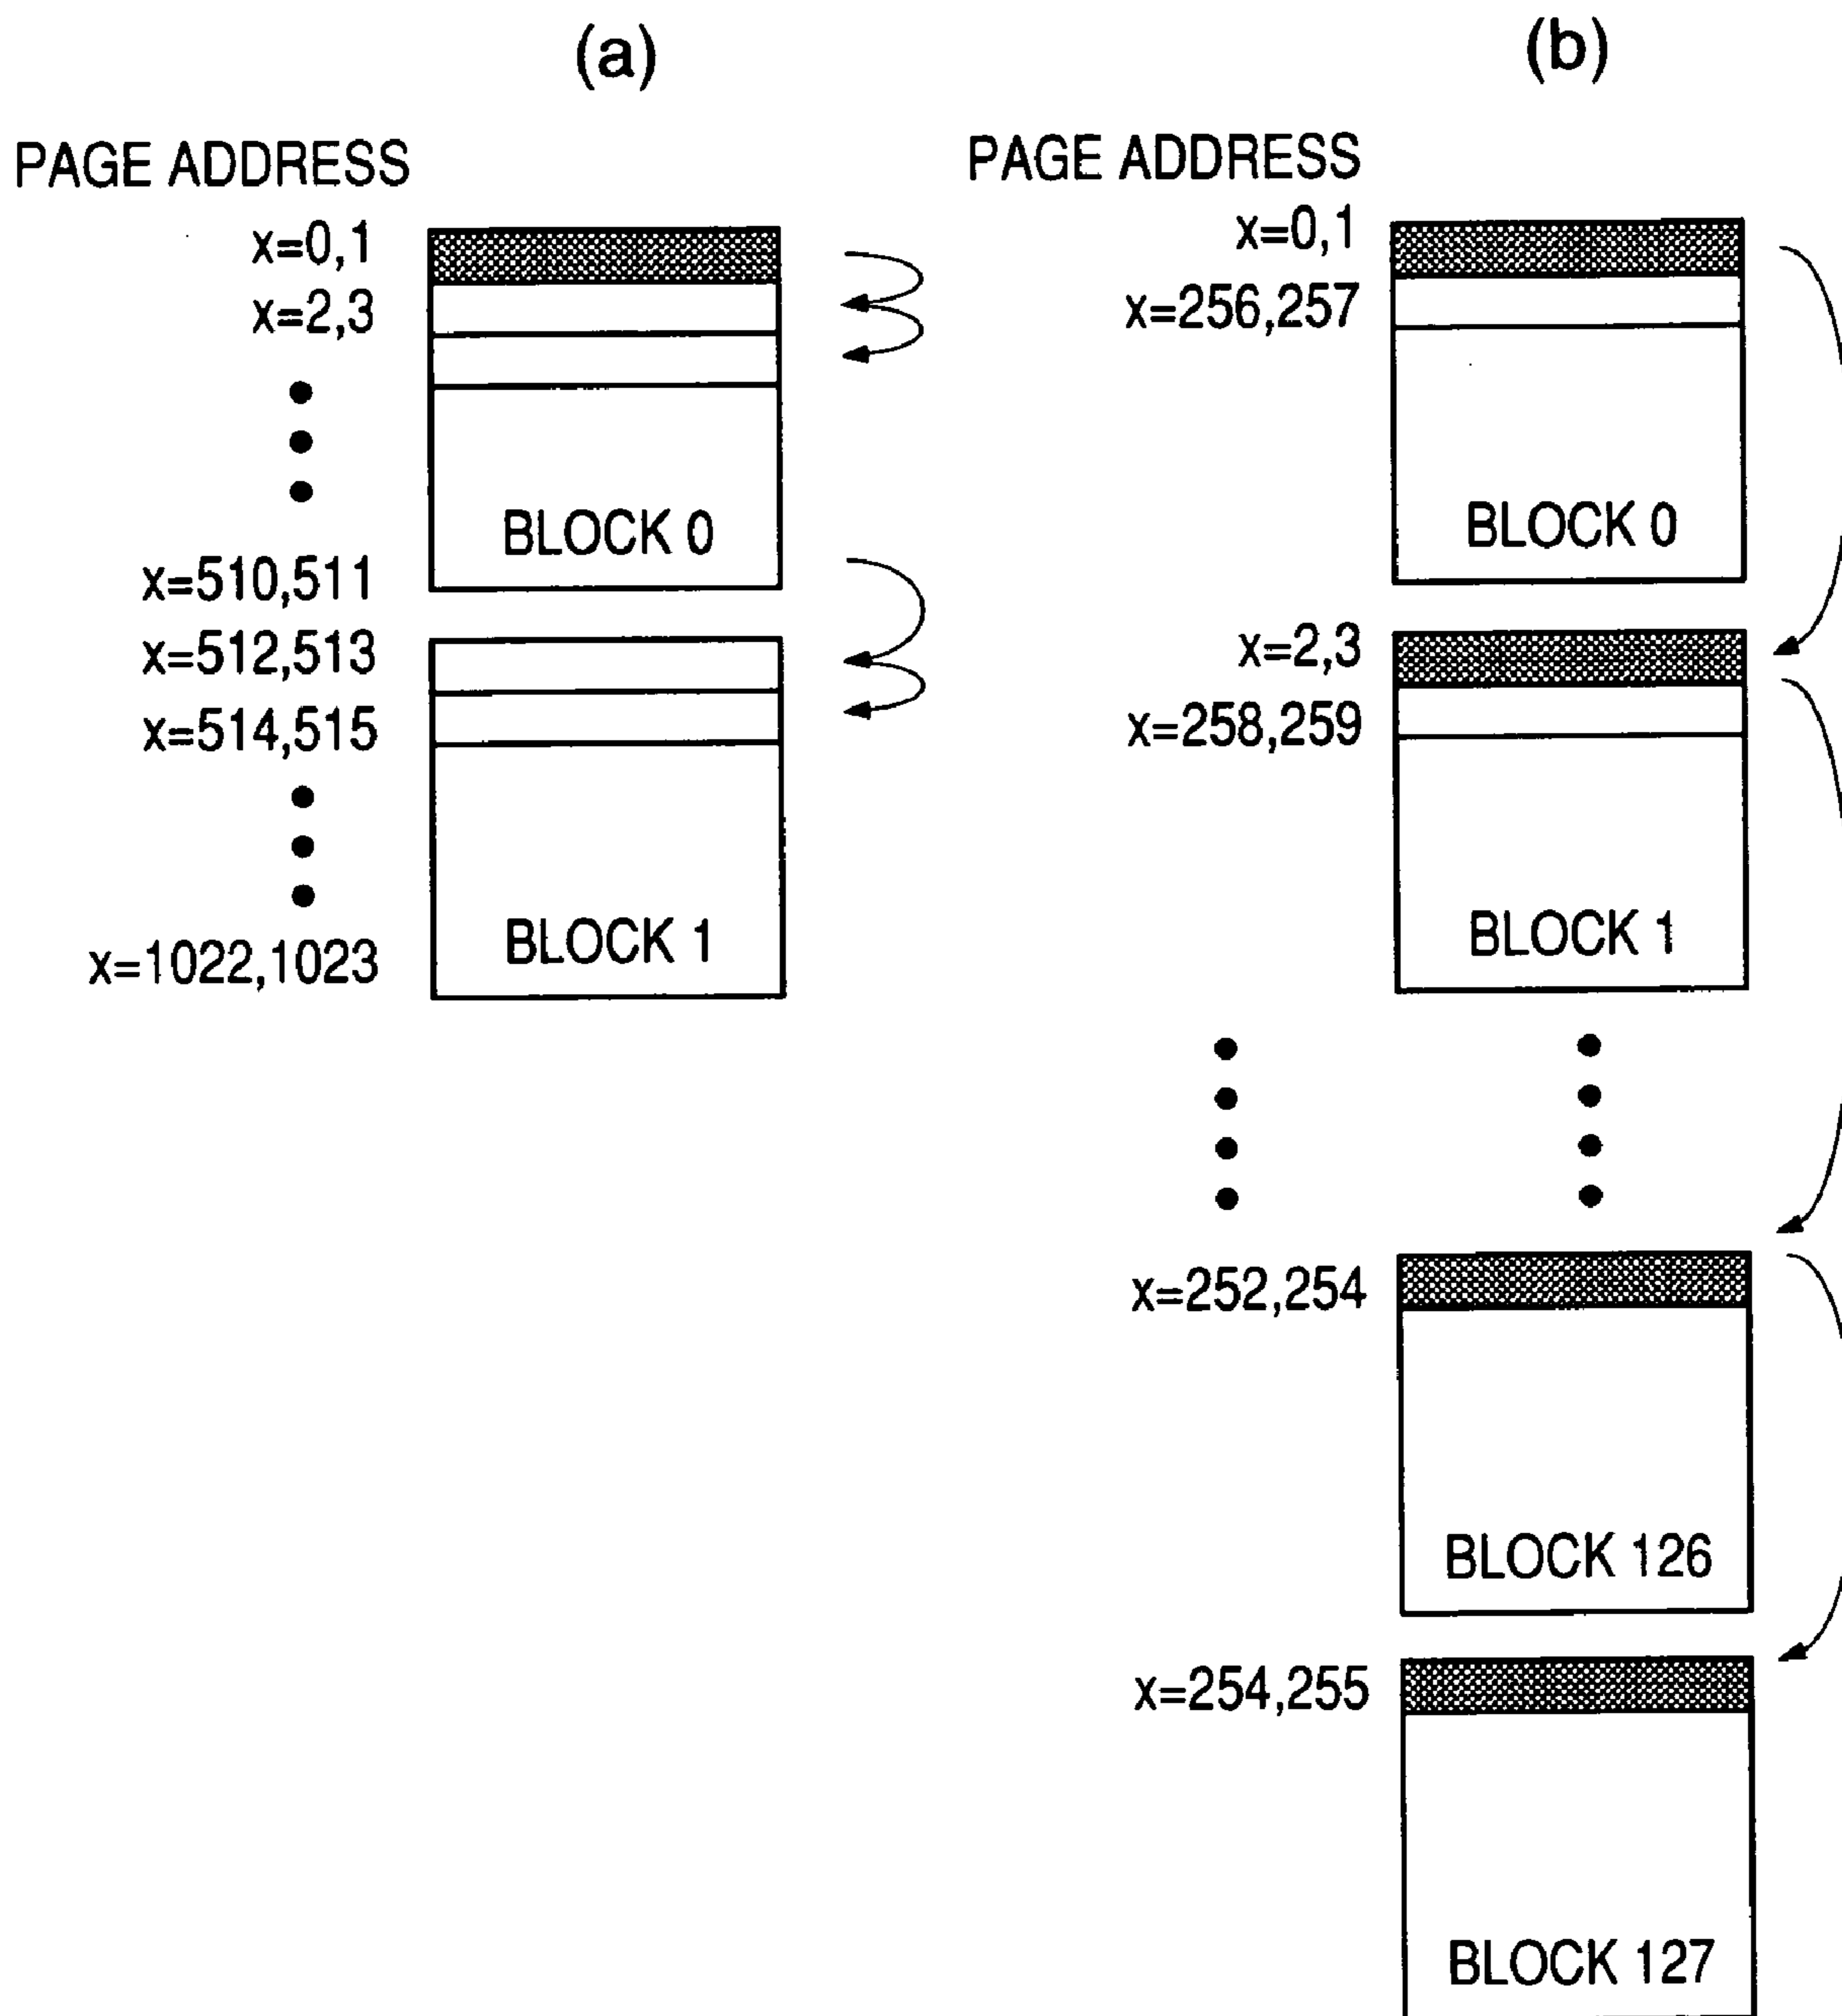 (a)
PAGE ADDRESS
x=0,1
x=2,3
BLOCK 0
x=510,511
x=512,513
x=514,515
BLOCK 1
x=1022,1023
(b)
PAGE ADDRESS
x=0,1
x=256,257
BLOCK 0
x=2,3
x=258,259
BLOCK 1
x=252,254
BLOCK 126
x=254,255
BLOCK 127